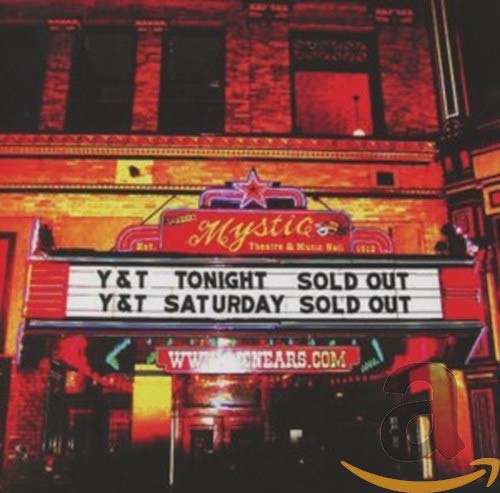 Mystic
Est. Theatre & Music Hall 1912
Y&T TONIGHT SOLD OUT
Y&T SATURDAY SOLD OUT
a